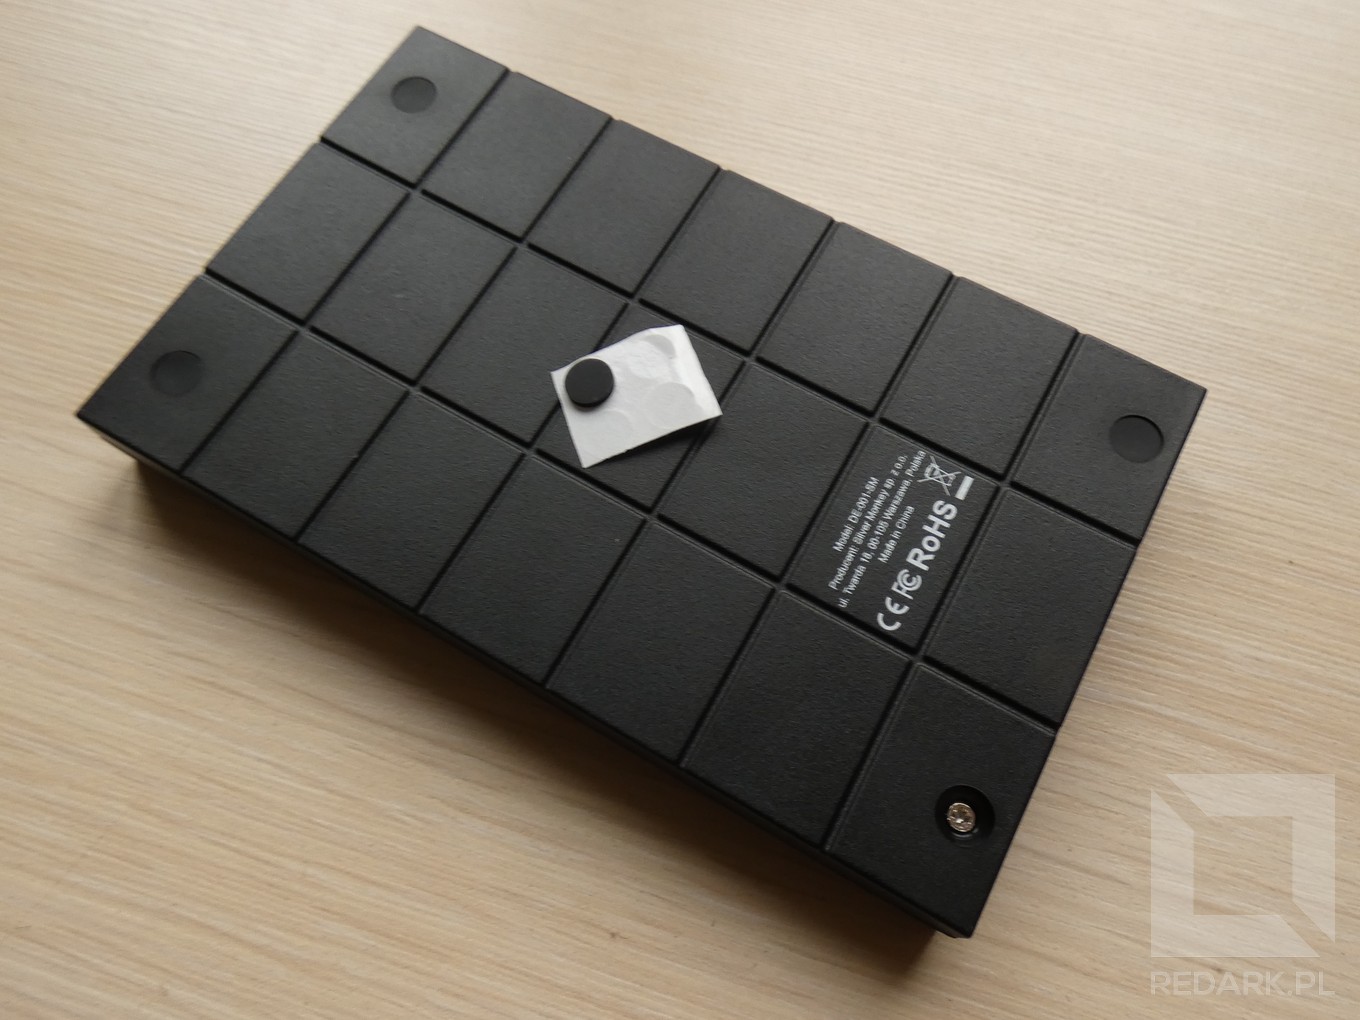 Model: DE-001-SM
Producent: Silver Monkey sp. z o.o.
ul. Twarda 18, 00-105 Warszawa, Polska
Made in China
CE FC RoHS
REDARK.PL